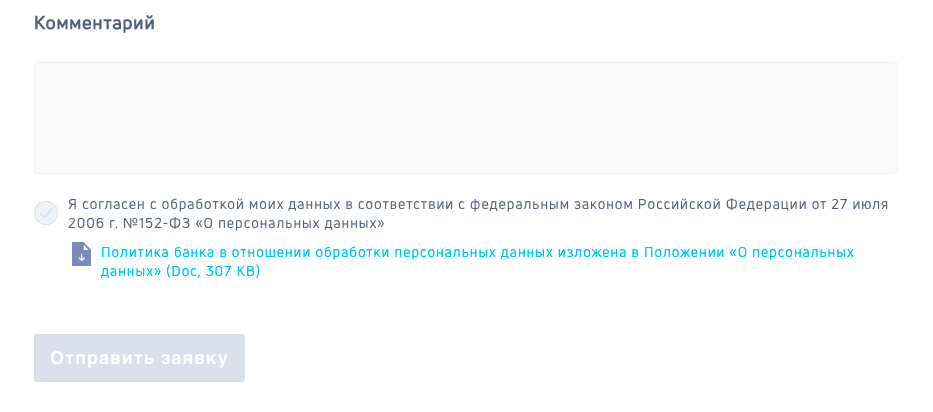 Комментарий
Я согласен с обработкой моих данных в соответствии с федеральным законом Российской Федерации от 27 июля
2006 г. №152-ФЗ «О персональных данных»
Политика банка в отношении обработки персональных данных изложена в Положении «О персональных
данных» (Doc, 307 KB)
Отправить заявку